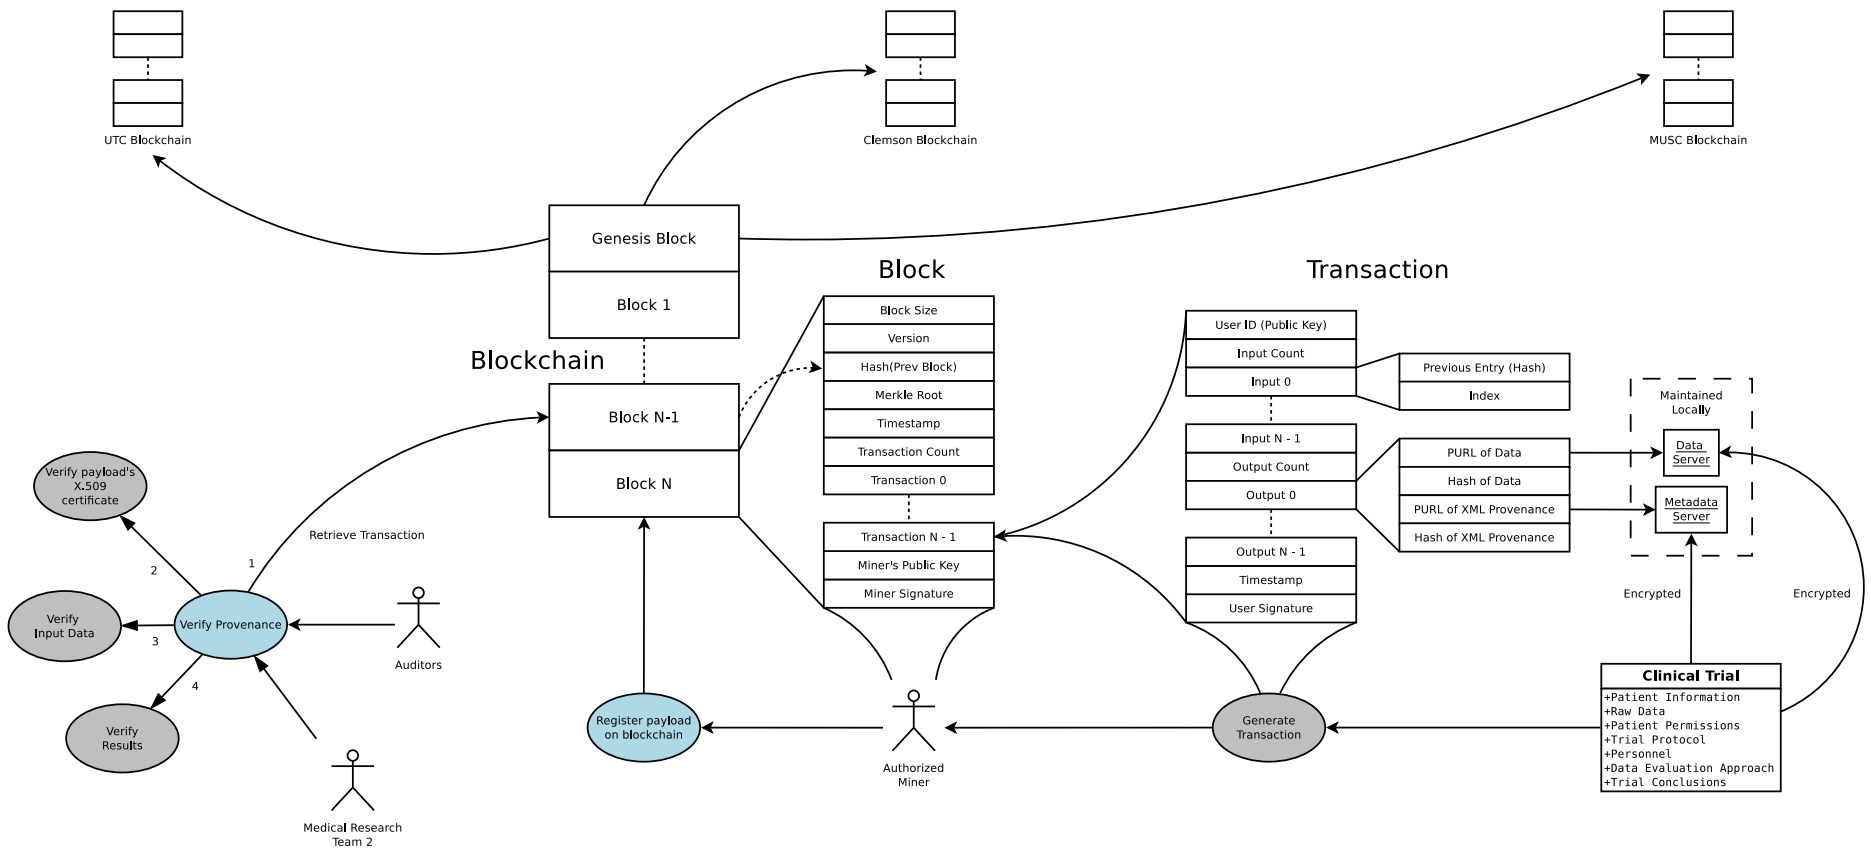 UTC Blockchain
Clemson Blockchain
MUSC Blockchain
Genesis Block
Block 1
Blockchain
Block N-1
Block N
Block
Block Size
Version
Hash(Prev Block)
Merkle Root
Timestamp
Transaction Count
Transaction 0
Transaction N - 1
Miner's Public Key
Miner Signature
Transaction
User ID (Public Key)
Input Count
Input 0
Input N - 1
Output Count
Output 0
Output N - 1
Timestamp
User Signature
Previous Entry (Hash)
Index
PURL of Data
Hash of Data
PURL of XML Provenance
Hash of XML Provenance
Maintained
Locally
Data
Server
Metadata
Server
Encrypted
Encrypted
Clinical Trial
+Patient Information
+Raw Data
+Patient Permissions
+Trial Protocol
+Personnel
+Data Evaluation Approach
+Trial Conclusions
Generate
Transaction
Authorized
Miner
Register payload
on blockchain
Retrieve Transaction
1
2
3
4
Verify payload's
X.509
certificate
Verify
Input Data
Verify
Results
Verify Provenance
Auditors
Medical Research
Team 2